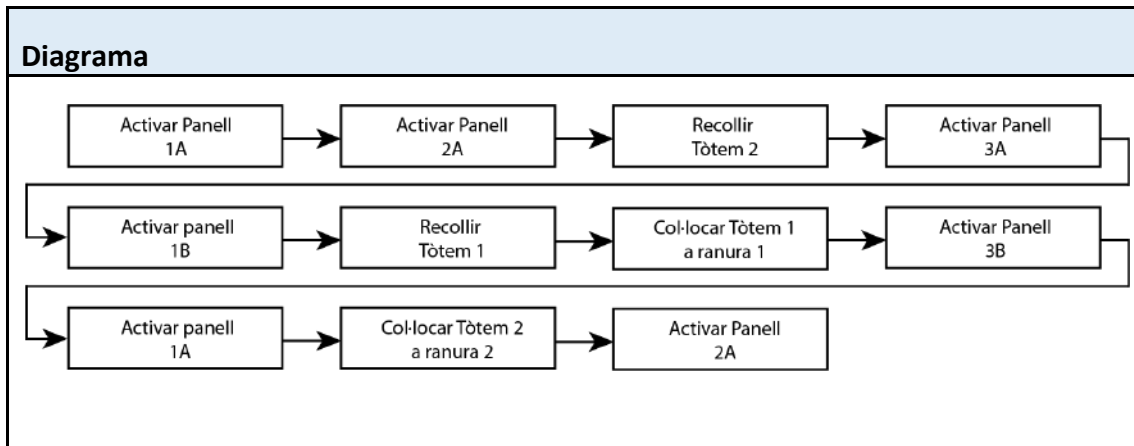 Diagrama
Activar Panell
1A
Activar Panell
2A
Recollir
Tòtem 2
Activar Panell
3A
Activar panell
1B
Recollir
Tòtem 1
Col·locar Tòtem 1
a ranura 1
Activar Panell
3B
Activar panell
1A
Col·locar Tòtem 2
a ranura 2
Activar Panell
2A